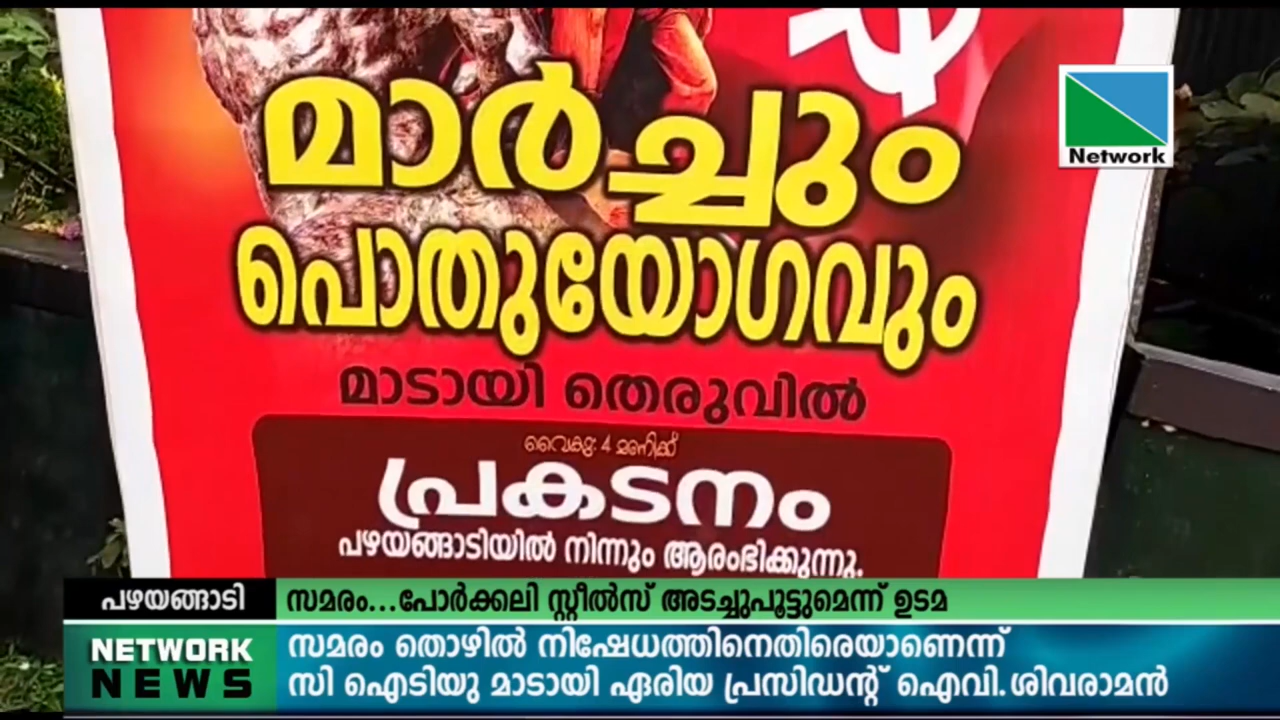 Network
മാർച്ചും
പൊതുയോഗവും
മാടായി തെരുവിൽ
വൈകു: 4 മണിക്ക്
പ്രകടനം
പഴയങ്ങാടിയിൽ നിന്നും ആരംഭിക്കുന്നു.
പഴയങ്ങാടി
സമരം...പോർക്കലി സ്റ്റീൽസ് അടച്ചുപൂട്ടുമെന്ന് ഉടമ
NETWORK
NEWS
സമരം തൊഴിൽ നിഷേധത്തിനെതിരെയാണെന്ന്
സി ഐടിയു മാടായി ഏരിയ പ്രസിഡന്റ് ഐവി.ശിവരാമൻ